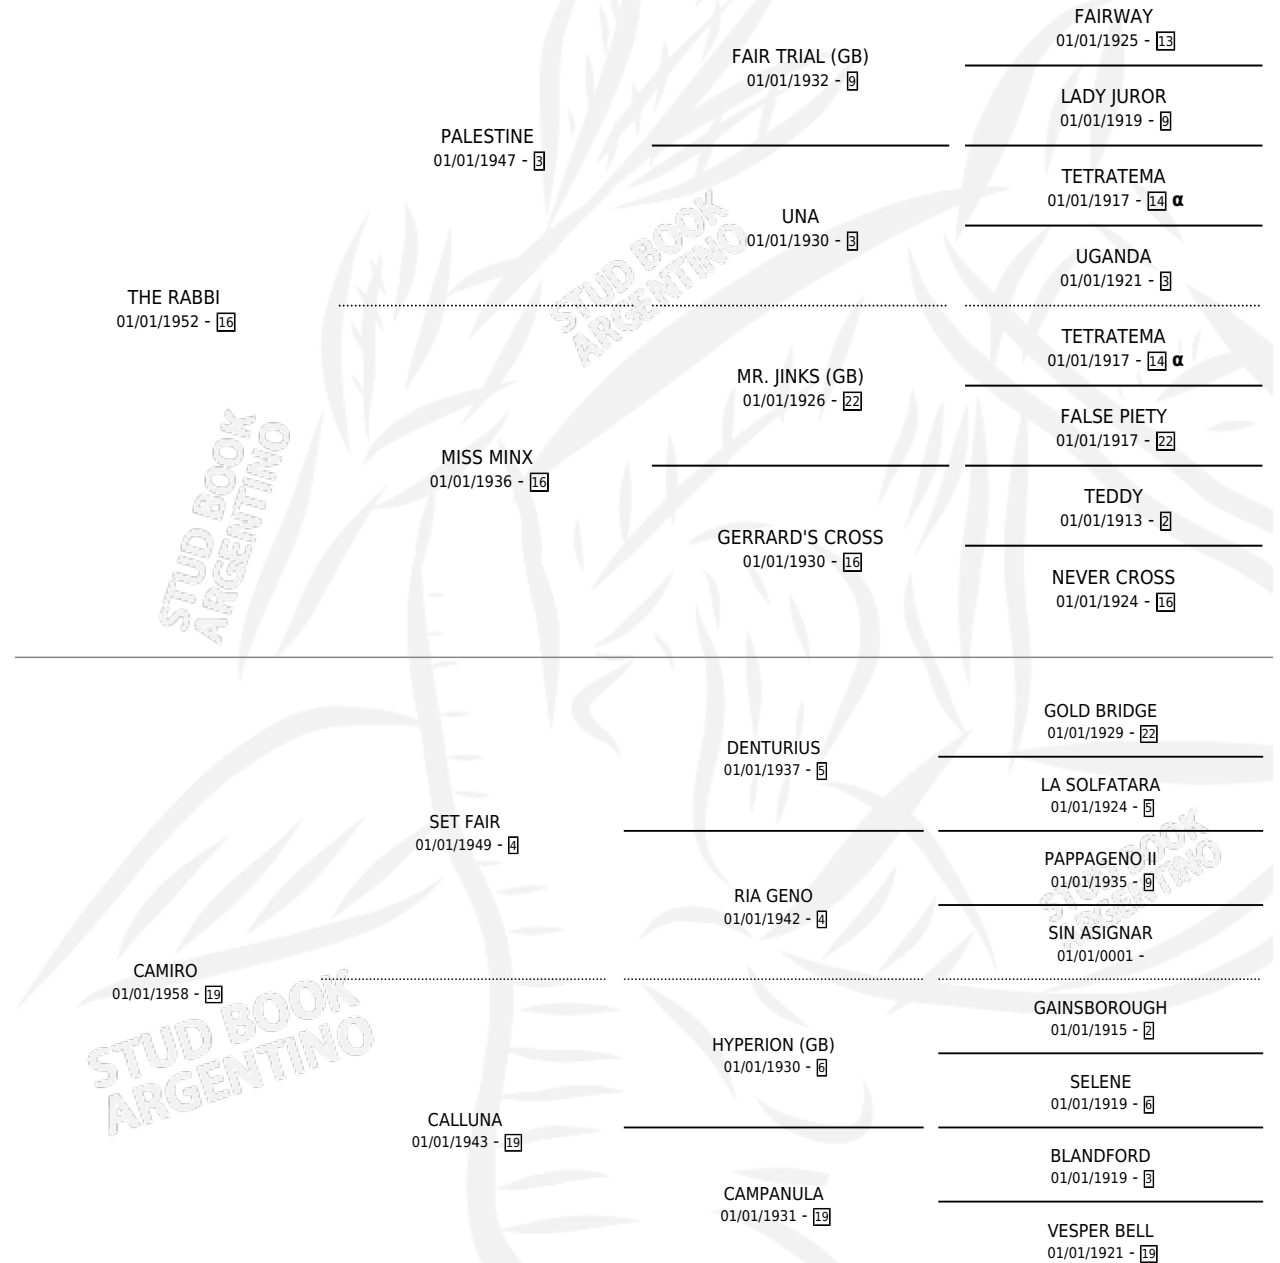 FAIRWAY
01/01/1925 - 13
FAIR TRIAL (GB)
01/01/1932 - 9
LADY JUROR
01/01/1919 - 9
PALESTINE
01/01/1947 - 3
TETRATEMA
01/01/1917 - 14 α
UNA
01/01/1930 - 3
UGANDA
01/01/1921 - 3
THE RABBI
01/01/1952 - 16
TETRATEMA
01/01/1917 - 14 α
MR. JINKS (GB)
01/01/1926 - 22
FALSE PIETY
01/01/1917 - 22
MISS MINX
01/01/1936 - 16
TEDDY
01/01/1913 - 2
GERRARD'S CROSS
01/01/1930 - 16
NEVER CROSS
01/01/1924 - 16
GOLD BRIDGE
01/01/1929 - 22
DENTURIUS
01/01/1937 - 5
LA SOLFATARA
01/01/1924 - 5
SET FAIR
01/01/1949 - 4
PAPPAGENO II
01/01/1935 - 9
RIA GENO
01/01/1942 - 4
SIN ASIGNAR
01/01/0001 -
CAMIRO
01/01/1958 - 19
GAINSBOROUGH
01/01/1915 - 2
HYPERION (GB)
01/01/1930 - 6
SELENE
01/01/1919 - 6
CALLUNA
01/01/1943 - 19
BLANDFORD
01/01/1919 - 3
CAMPANULA
01/01/1931 - 19
VESPER BELL
01/01/1921 - 19
STUD BOOK
ARGENTINO
STUD BOOK
ARGENTINO
STUD BOOK
ARGENTINO
STUD BOOK
ARGENTINO